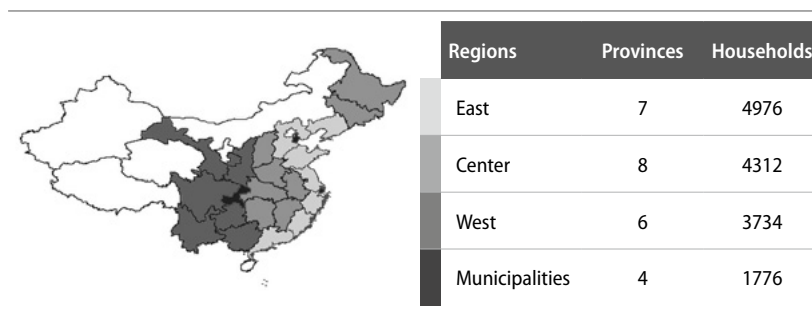 Regions Provinces Households
East 7 4976
Center 8 4312
West 6 3734
Municipalities 4 1776